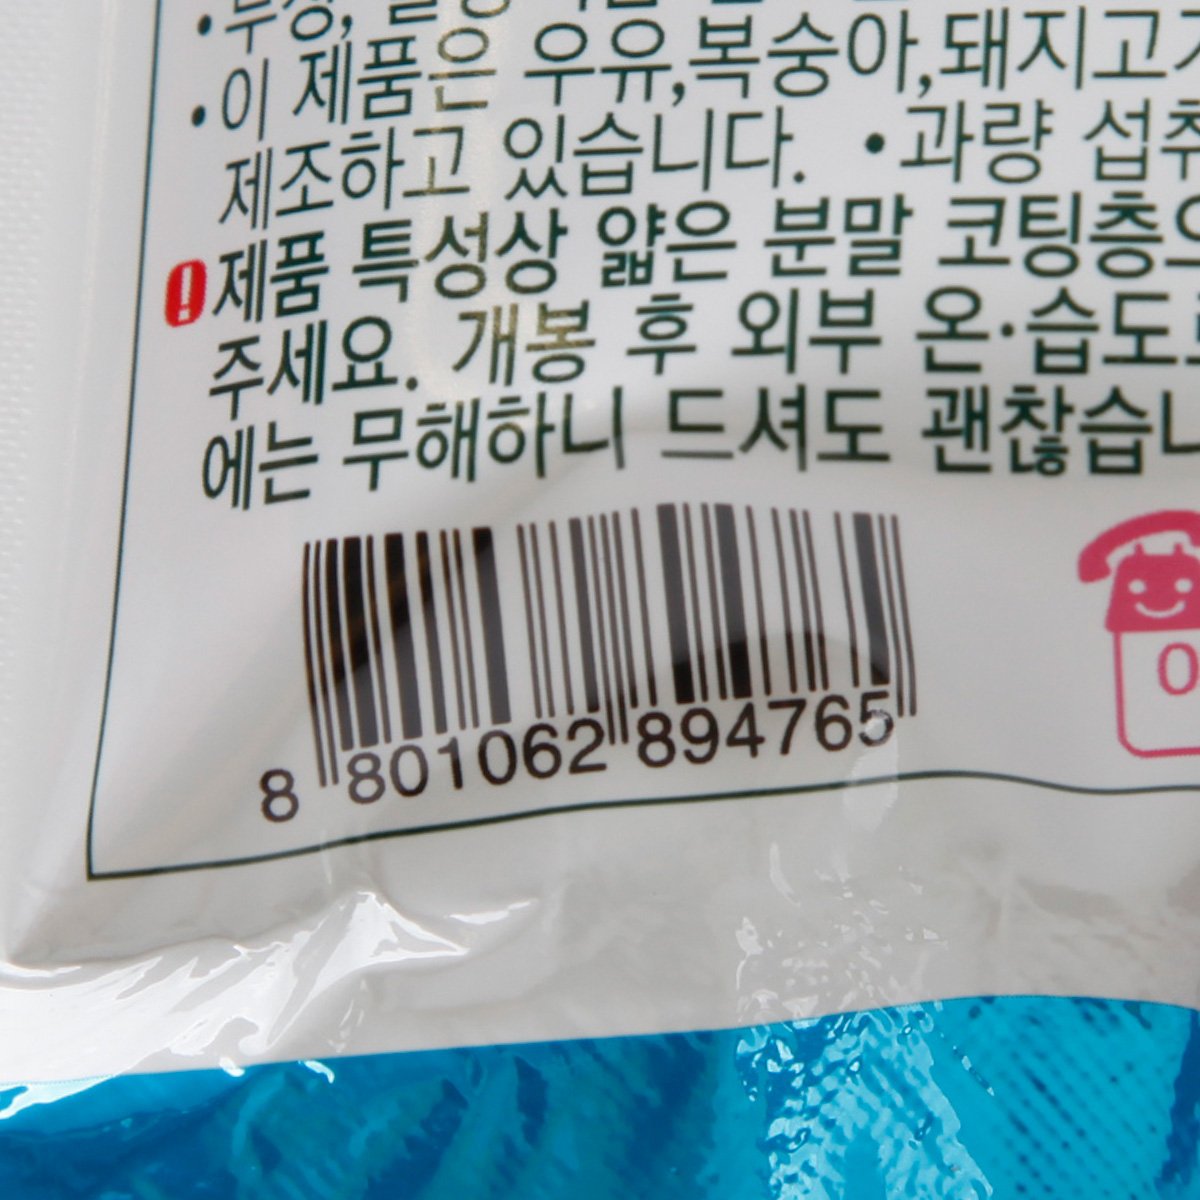 • 이 제품은 우유,복숭아,돼지고기
제조하고 있습니다. • 과량 섭취
제품 특성상 얇은 분말 코팅층으
주세요. 개봉 후 외부 온·습도
에는 무해하니 드셔도 괜찮습니
8 801062 894765